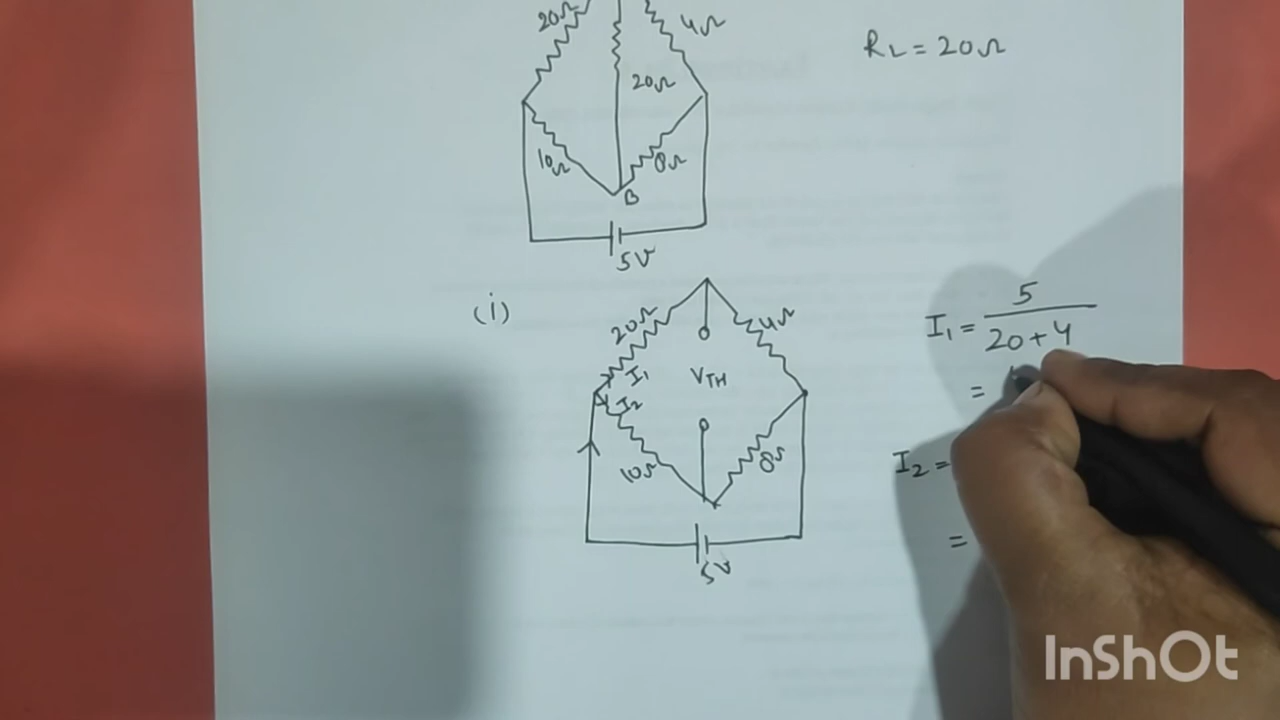 20Ω
4Ω
20Ω
10Ω
8Ω
B
5V
RL = 20Ω
(i)
20Ω
4Ω
I1
VTH
I2
10Ω
8Ω
5V
I1 = 5 / 20+4
=
I2 =
=
InShOt